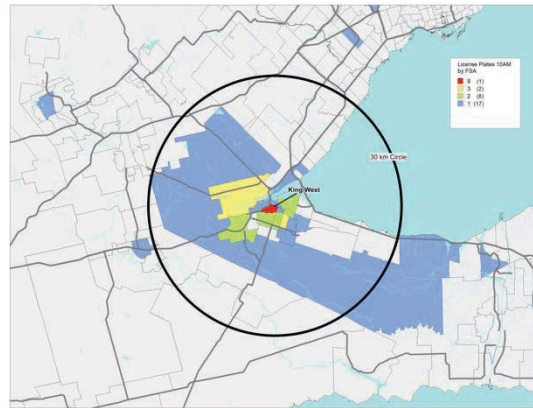 License Plates 10AM
by FSA
9 (1)
3 (2)
2 (6)
1 (17)
30 km Circle
King West